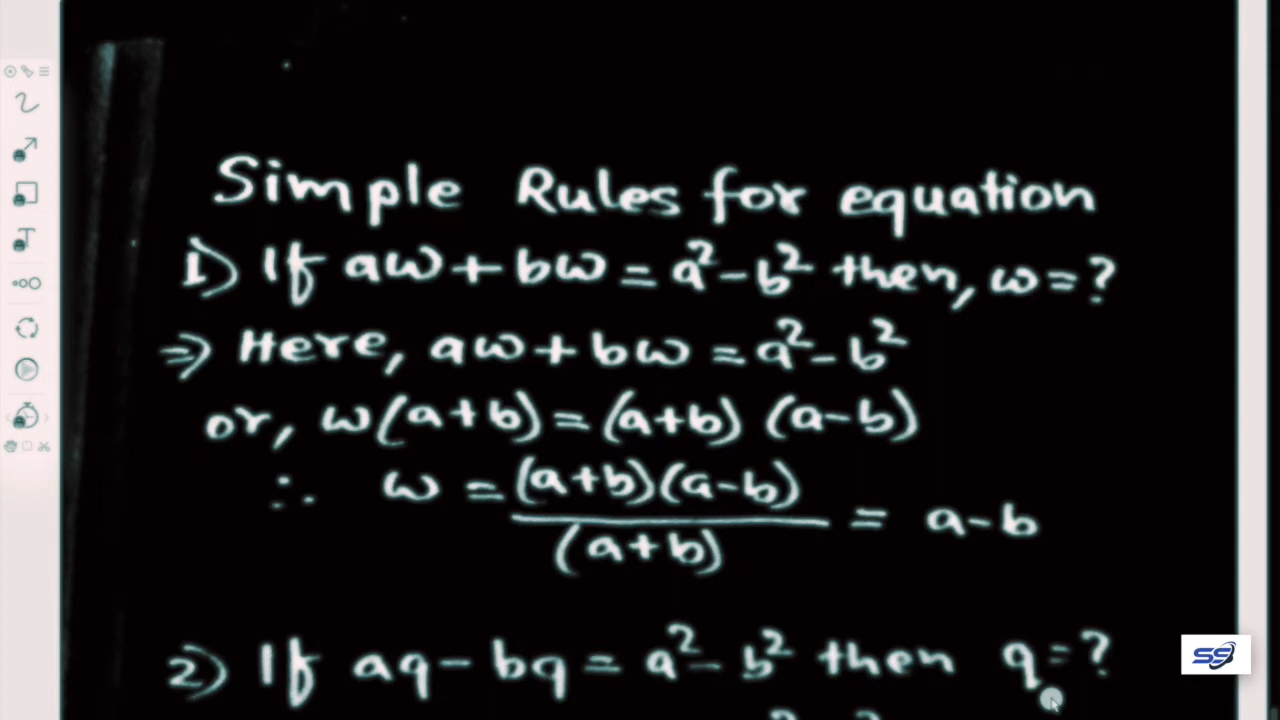 Simple Rules for equation
1) If aω + bω = a² - b² then, ω = ?
⇒ Here, aω + bω = a² - b²
or, ω(a+b) = (a+b) (a-b)
∴ ω = (a+b)(a-b) / (a+b) = a-b
2) If aq - bq = a² - b² then q = ?